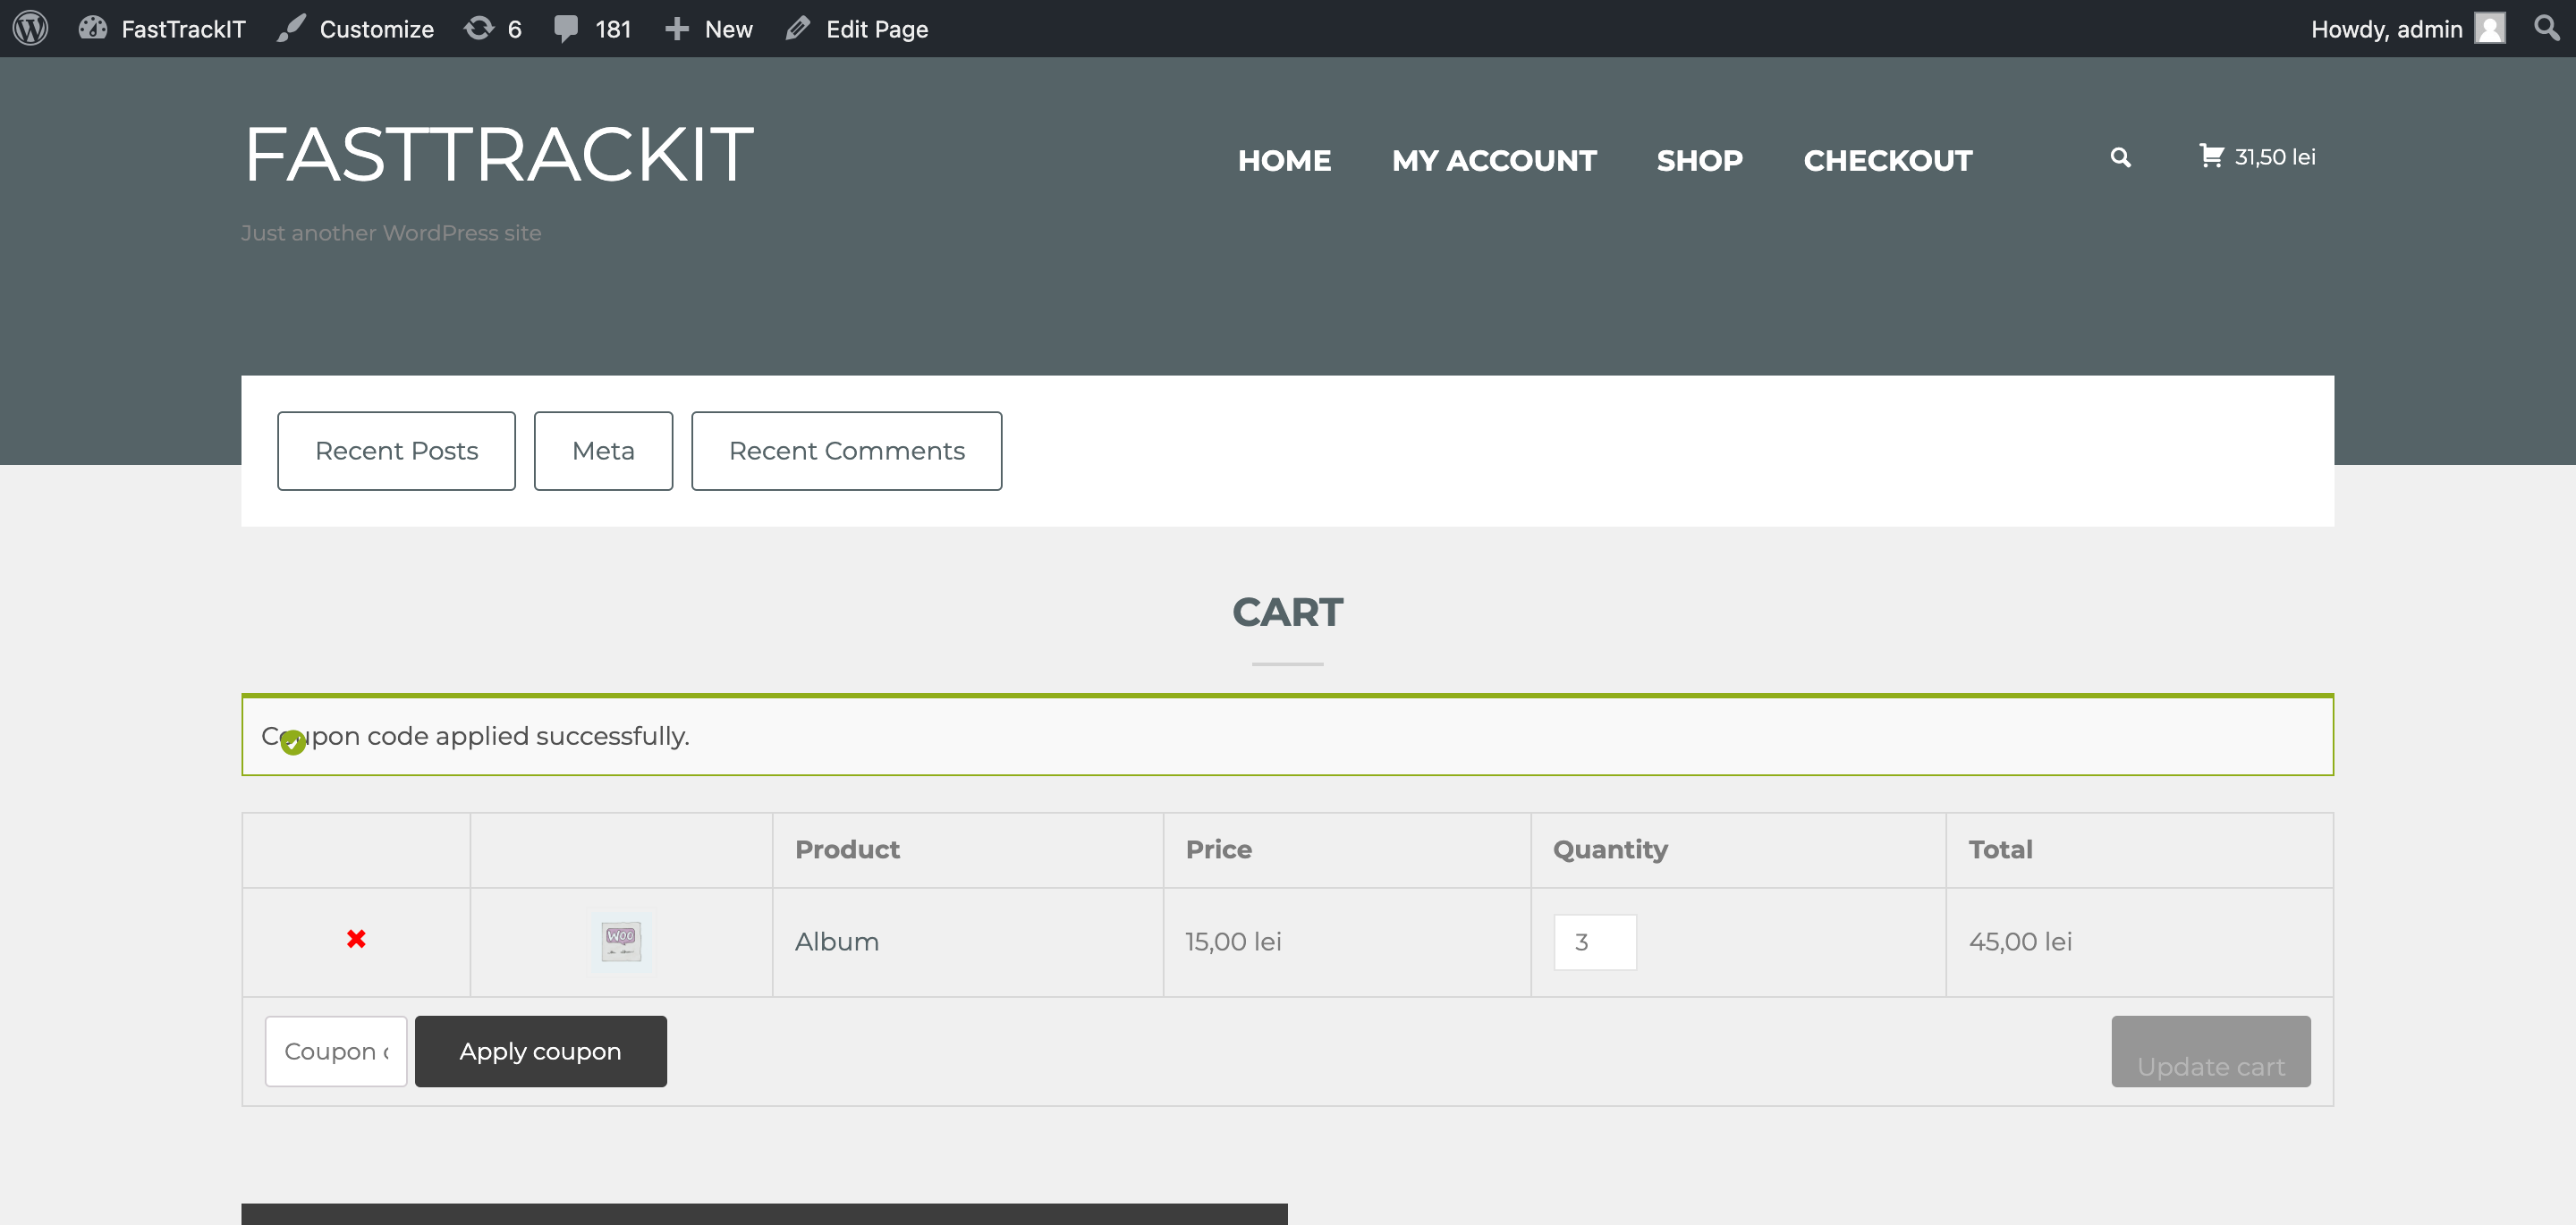 FastTrackIT Customize 6 181 New Edit Page Howdy, admin
FASTTRACKIT HOME MY ACCOUNT SHOP CHECKOUT 31,50 lei
Just another WordPress site
Recent Posts Meta Recent Comments
CART
Coupon code applied successfully.
Product Price Quantity Total
WOO
Album 15,00 lei 3 45,00 lei
Coupon c Apply coupon Update cart